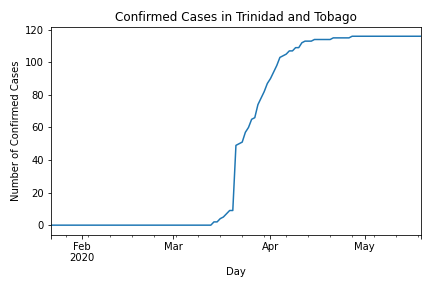 Confirmed Cases in Trinidad and Tobago
120
100
80
60
40
20
0
Number of Confirmed Cases
Feb Mar Apr May
2020
Day